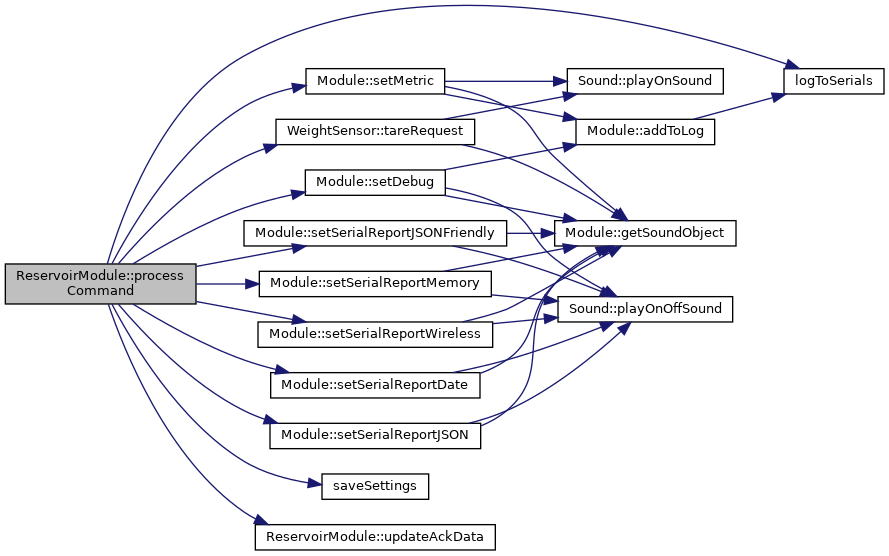 ReservoirModule::process
Command
Module::setMetric
WeightSensor::tareRequest
Module::setDebug
Module::setSerialReportJSONFriendly
Module::setSerialReportMemory
Module::setSerialReportWireless
Module::setSerialReportDate
Module::setSerialReportJSON
saveSettings
ReservoirModule::updateAckData
Sound::playOnSound
Module::addToLog
Module::getSoundObject
Sound::playOnOffSound
logToSerials